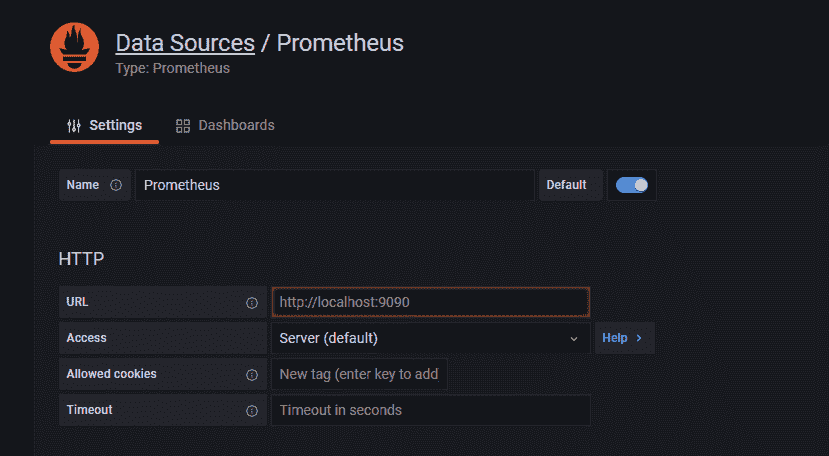 Data Sources / Prometheus
Type: Prometheus
Settings Dashboards
Name Prometheus Default
HTTP
URL http://localhost:9090
Access Server (default) Help
Allowed cookies New tag (enter key to add
Timeout Timeout in seconds